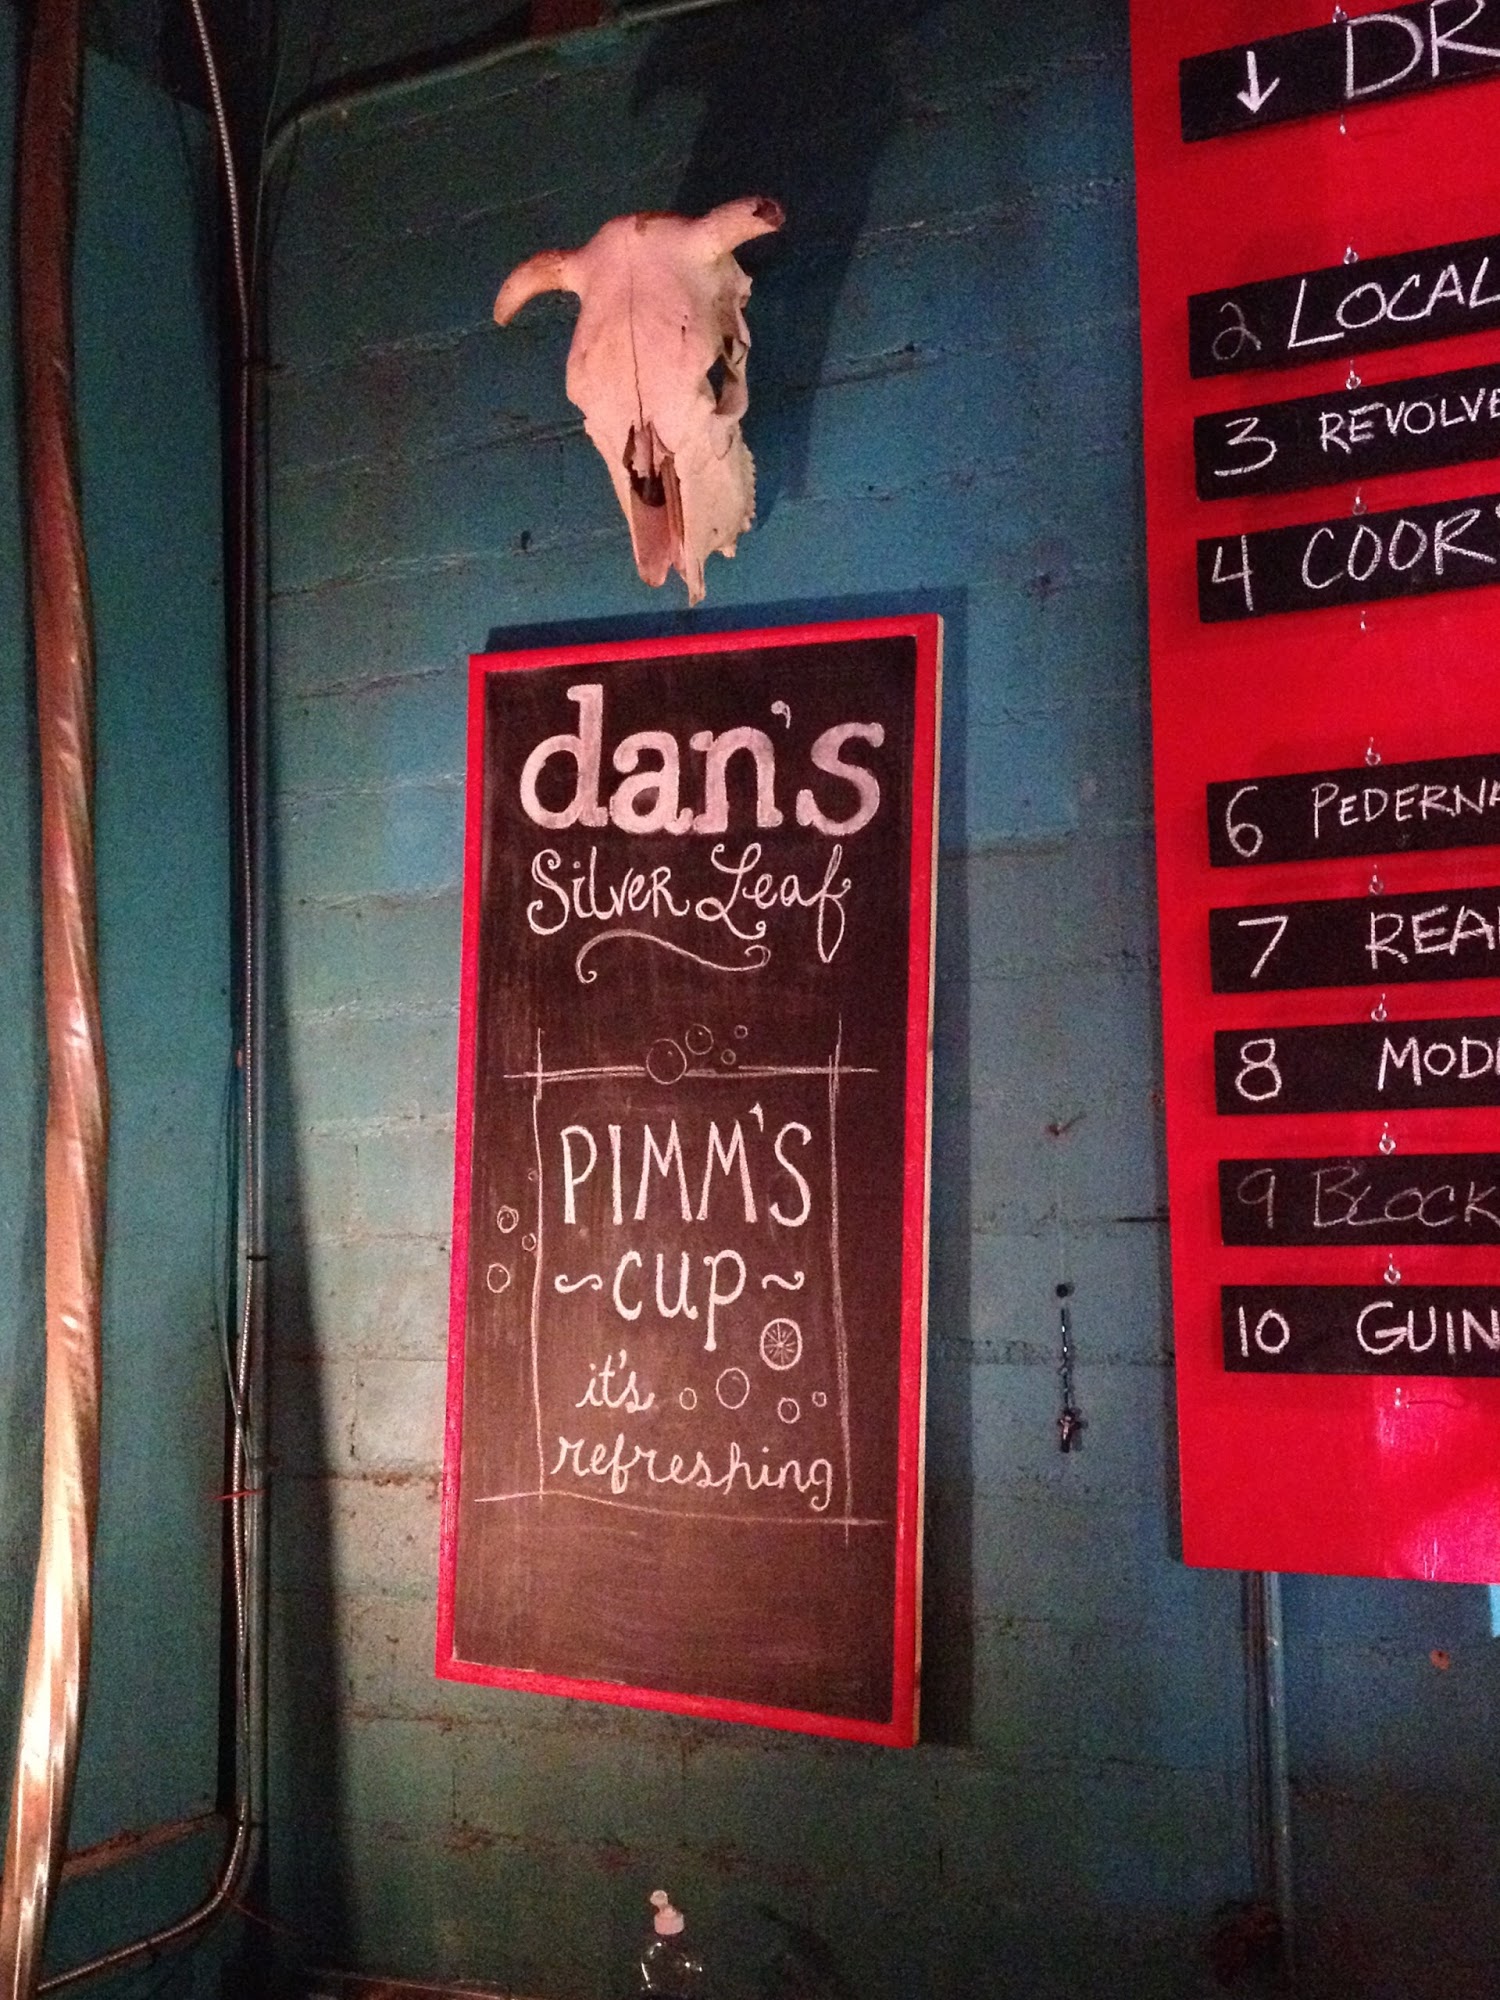 dan's
Silver Leaf
PIMM'S
~cup~
it's
refreshing
↓ DR
2 LOCAL
3 REVOLVE
4 COOR
6 PEDERNA
7 REA
8 MOD
9 BLOCK
10 GUIN